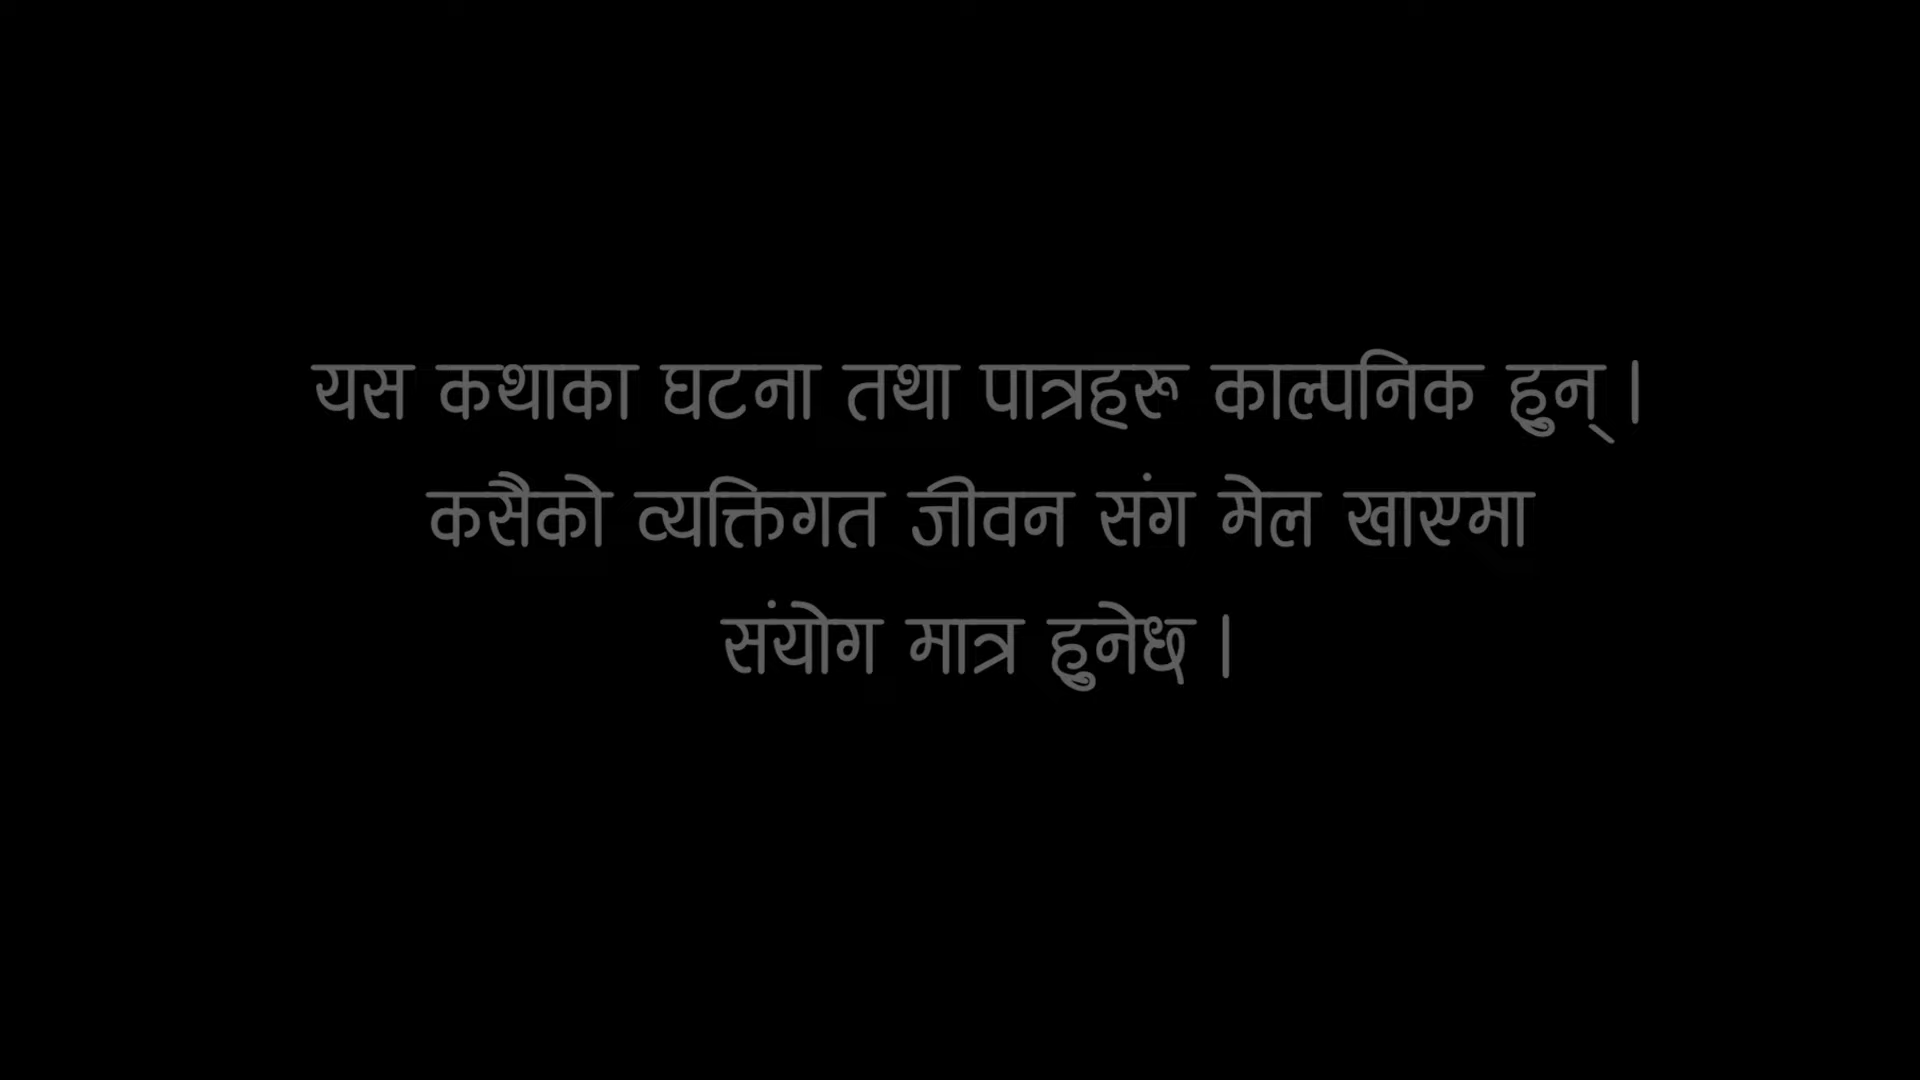 यस कथाका घटना तथा पात्रहरू काल्पनिक हुन् ।
कसैको व्यक्तिगत जीवन संग मेल खाएमा
संयोग मात्र हुनेछ ।